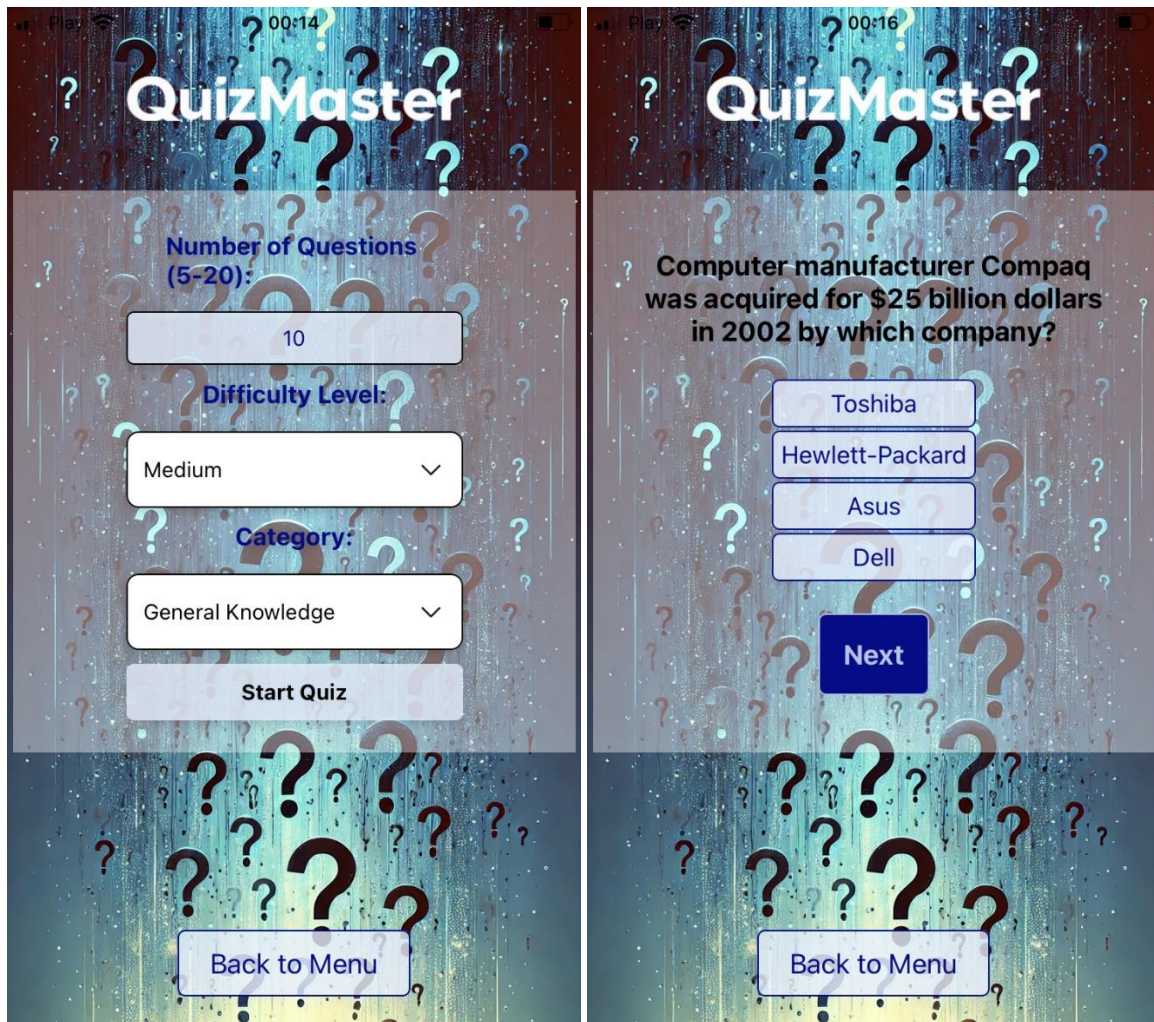 Play
00:14
QuizMaster
Number of Questions
(5-20):
10
Difficulty Level:
Medium
Category:
General Knowledge
Start Quiz
Back to Menu
Play
00:16
QuizMaster
Computer manufacturer Compaq
was acquired for $25 billion dollars
in 2002 by which company?
Toshiba
Hewlett-Packard
Asus
Dell
Next
Back to Menu